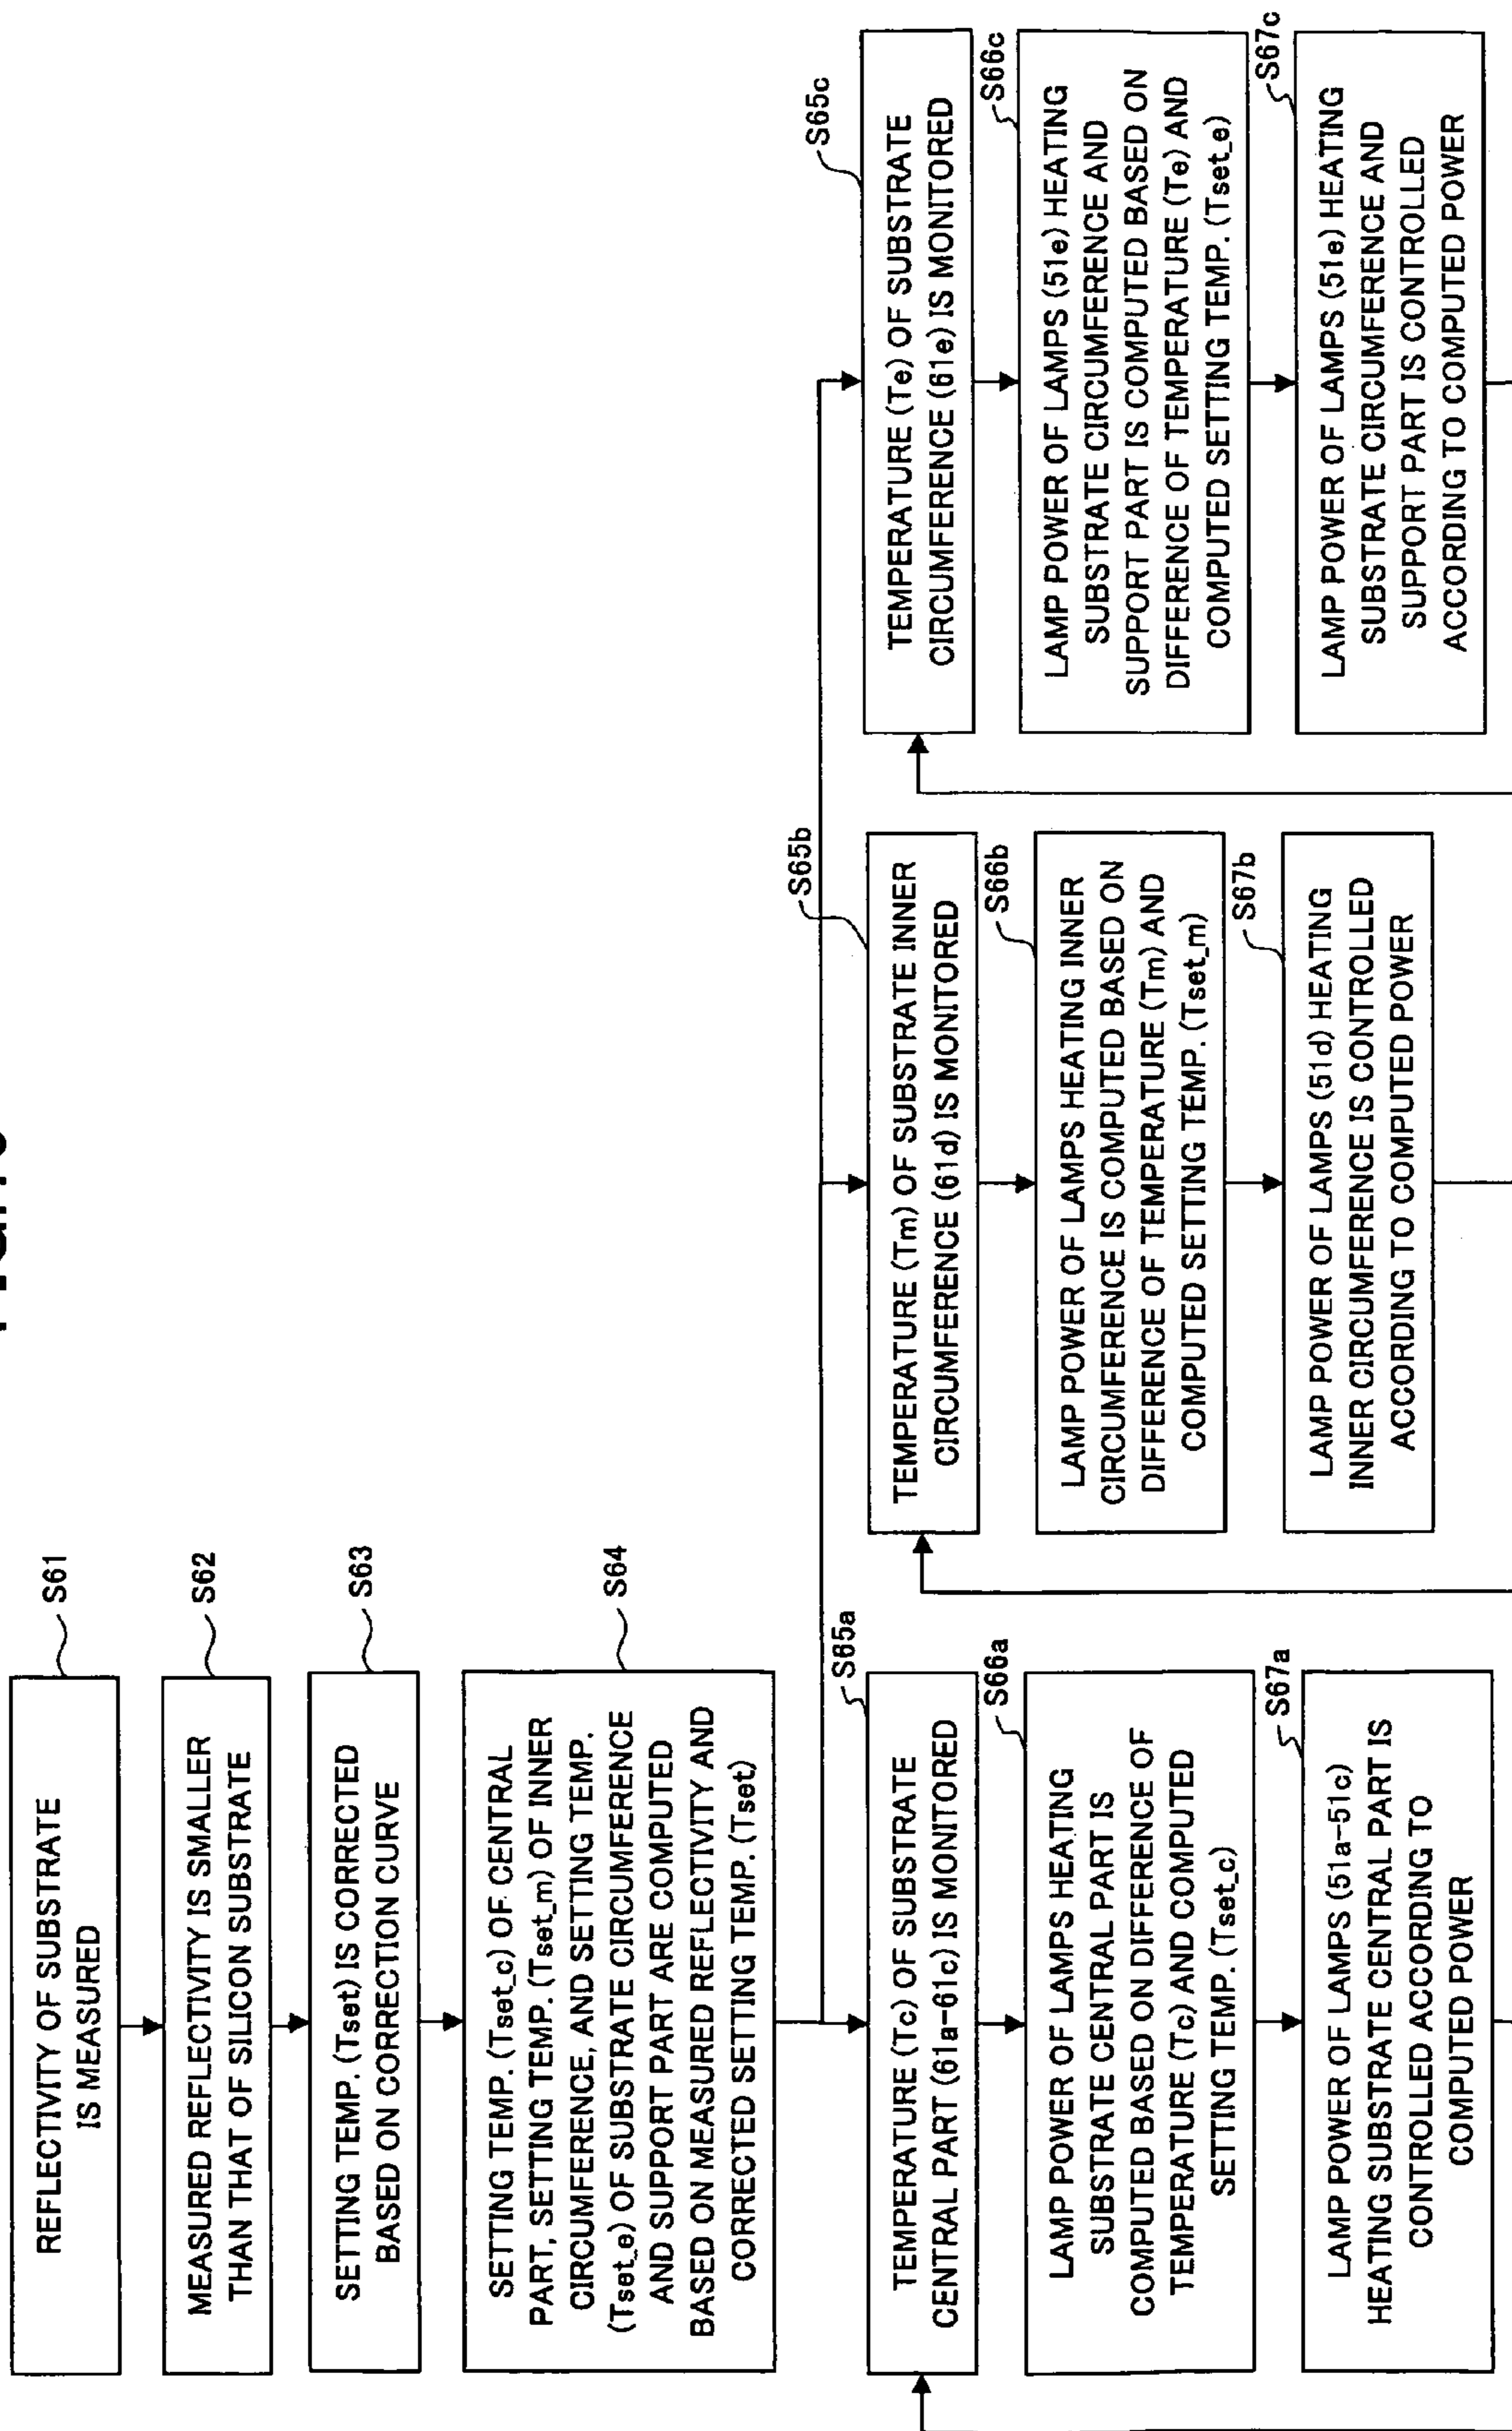 S61
REFLECTIVITY OF SUBSTRATE
IS MEASURED
S62
MEASURED REFLECTIVITY IS SMALLER
THAN THAT OF SILICON SUBSTRATE
S63
SETTING TEMP. (Tset) IS CORRECTED
BASED ON CORRECTION CURVE
S64
SETTING TEMP. (Tset_c) OF CENTRAL
PART, SETTING TEMP. (Tset_m) OF INNER
CIRCUMFERENCE, AND SETTING TEMP.
(Tset_e) OF SUBSTRATE CIRCUMFERENCE
AND SUPPORT PART ARE COMPUTED
BASED ON MEASURED REFLECTIVITY AND
CORRECTED SETTING TEMP. (Tset)
S65a
TEMPERATURE (Tc) OF SUBSTRATE
CENTRAL PART (61a-61c) IS MONITORED
S66a
LAMP POWER OF LAMPS HEATING
SUBSTRATE CENTRAL PART IS
COMPUTED BASED ON DIFFERENCE OF
TEMPERATURE (Tc) AND COMPUTED
SETTING TEMP. (Tset_c)
S67a
LAMP POWER OF LAMPS (51a-51c)
HEATING SUBSTRATE CENTRAL PART IS
CONTROLLED ACCORDING TO
COMPUTED POWER
S65b
TEMPERATURE (Tm) OF SUBSTRATE INNER
CIRCUMFERENCE (61d) IS MONITORED
S66b
LAMP POWER OF LAMPS HEATING INNER
CIRCUMFERENCE IS COMPUTED BASED ON
DIFFERENCE OF TEMPERATURE (Tm) AND
COMPUTED SETTING TEMP. (Tset_m)
S67b
LAMP POWER OF LAMPS (51d) HEATING
INNER CIRCUMFERENCE IS CONTROLLED
ACCORDING TO COMPUTED POWER
S65c
TEMPERATURE (Te) OF SUBSTRATE
CIRCUMFERENCE (61e) IS MONITORED
S66c
LAMP POWER OF LAMPS (51e) HEATING
SUBSTRATE CIRCUMFERENCE AND
SUPPORT PART IS COMPUTED BASED ON
DIFFERENCE OF TEMPERATURE (Te) AND
COMPUTED SETTING TEMP. (Tset_e)
S67c
LAMP POWER OF LAMPS (51e) HEATING
SUBSTRATE CIRCUMFERENCE AND
SUPPORT PART IS CONTROLLED
ACCORDING TO COMPUTED POWER